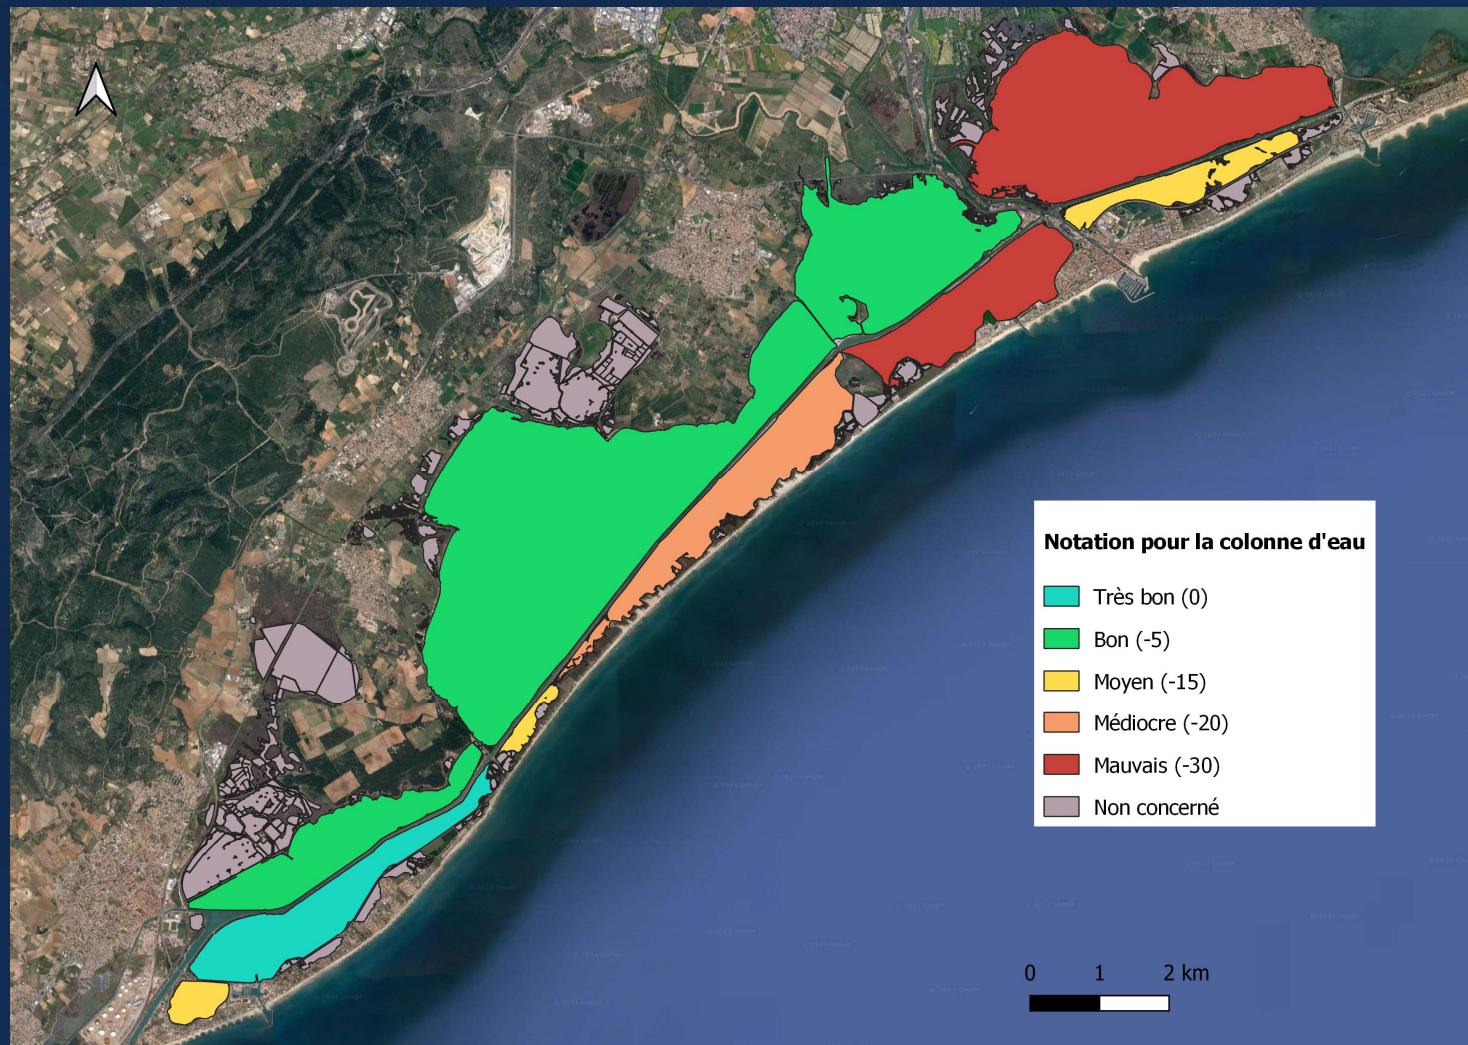 Notation pour la colonne d'eau
Très bon (0)
Bon (-5)
Moyen (-15)
Médiocre (-20)
Mauvais (-30)
Non concerné
0 1 2 km